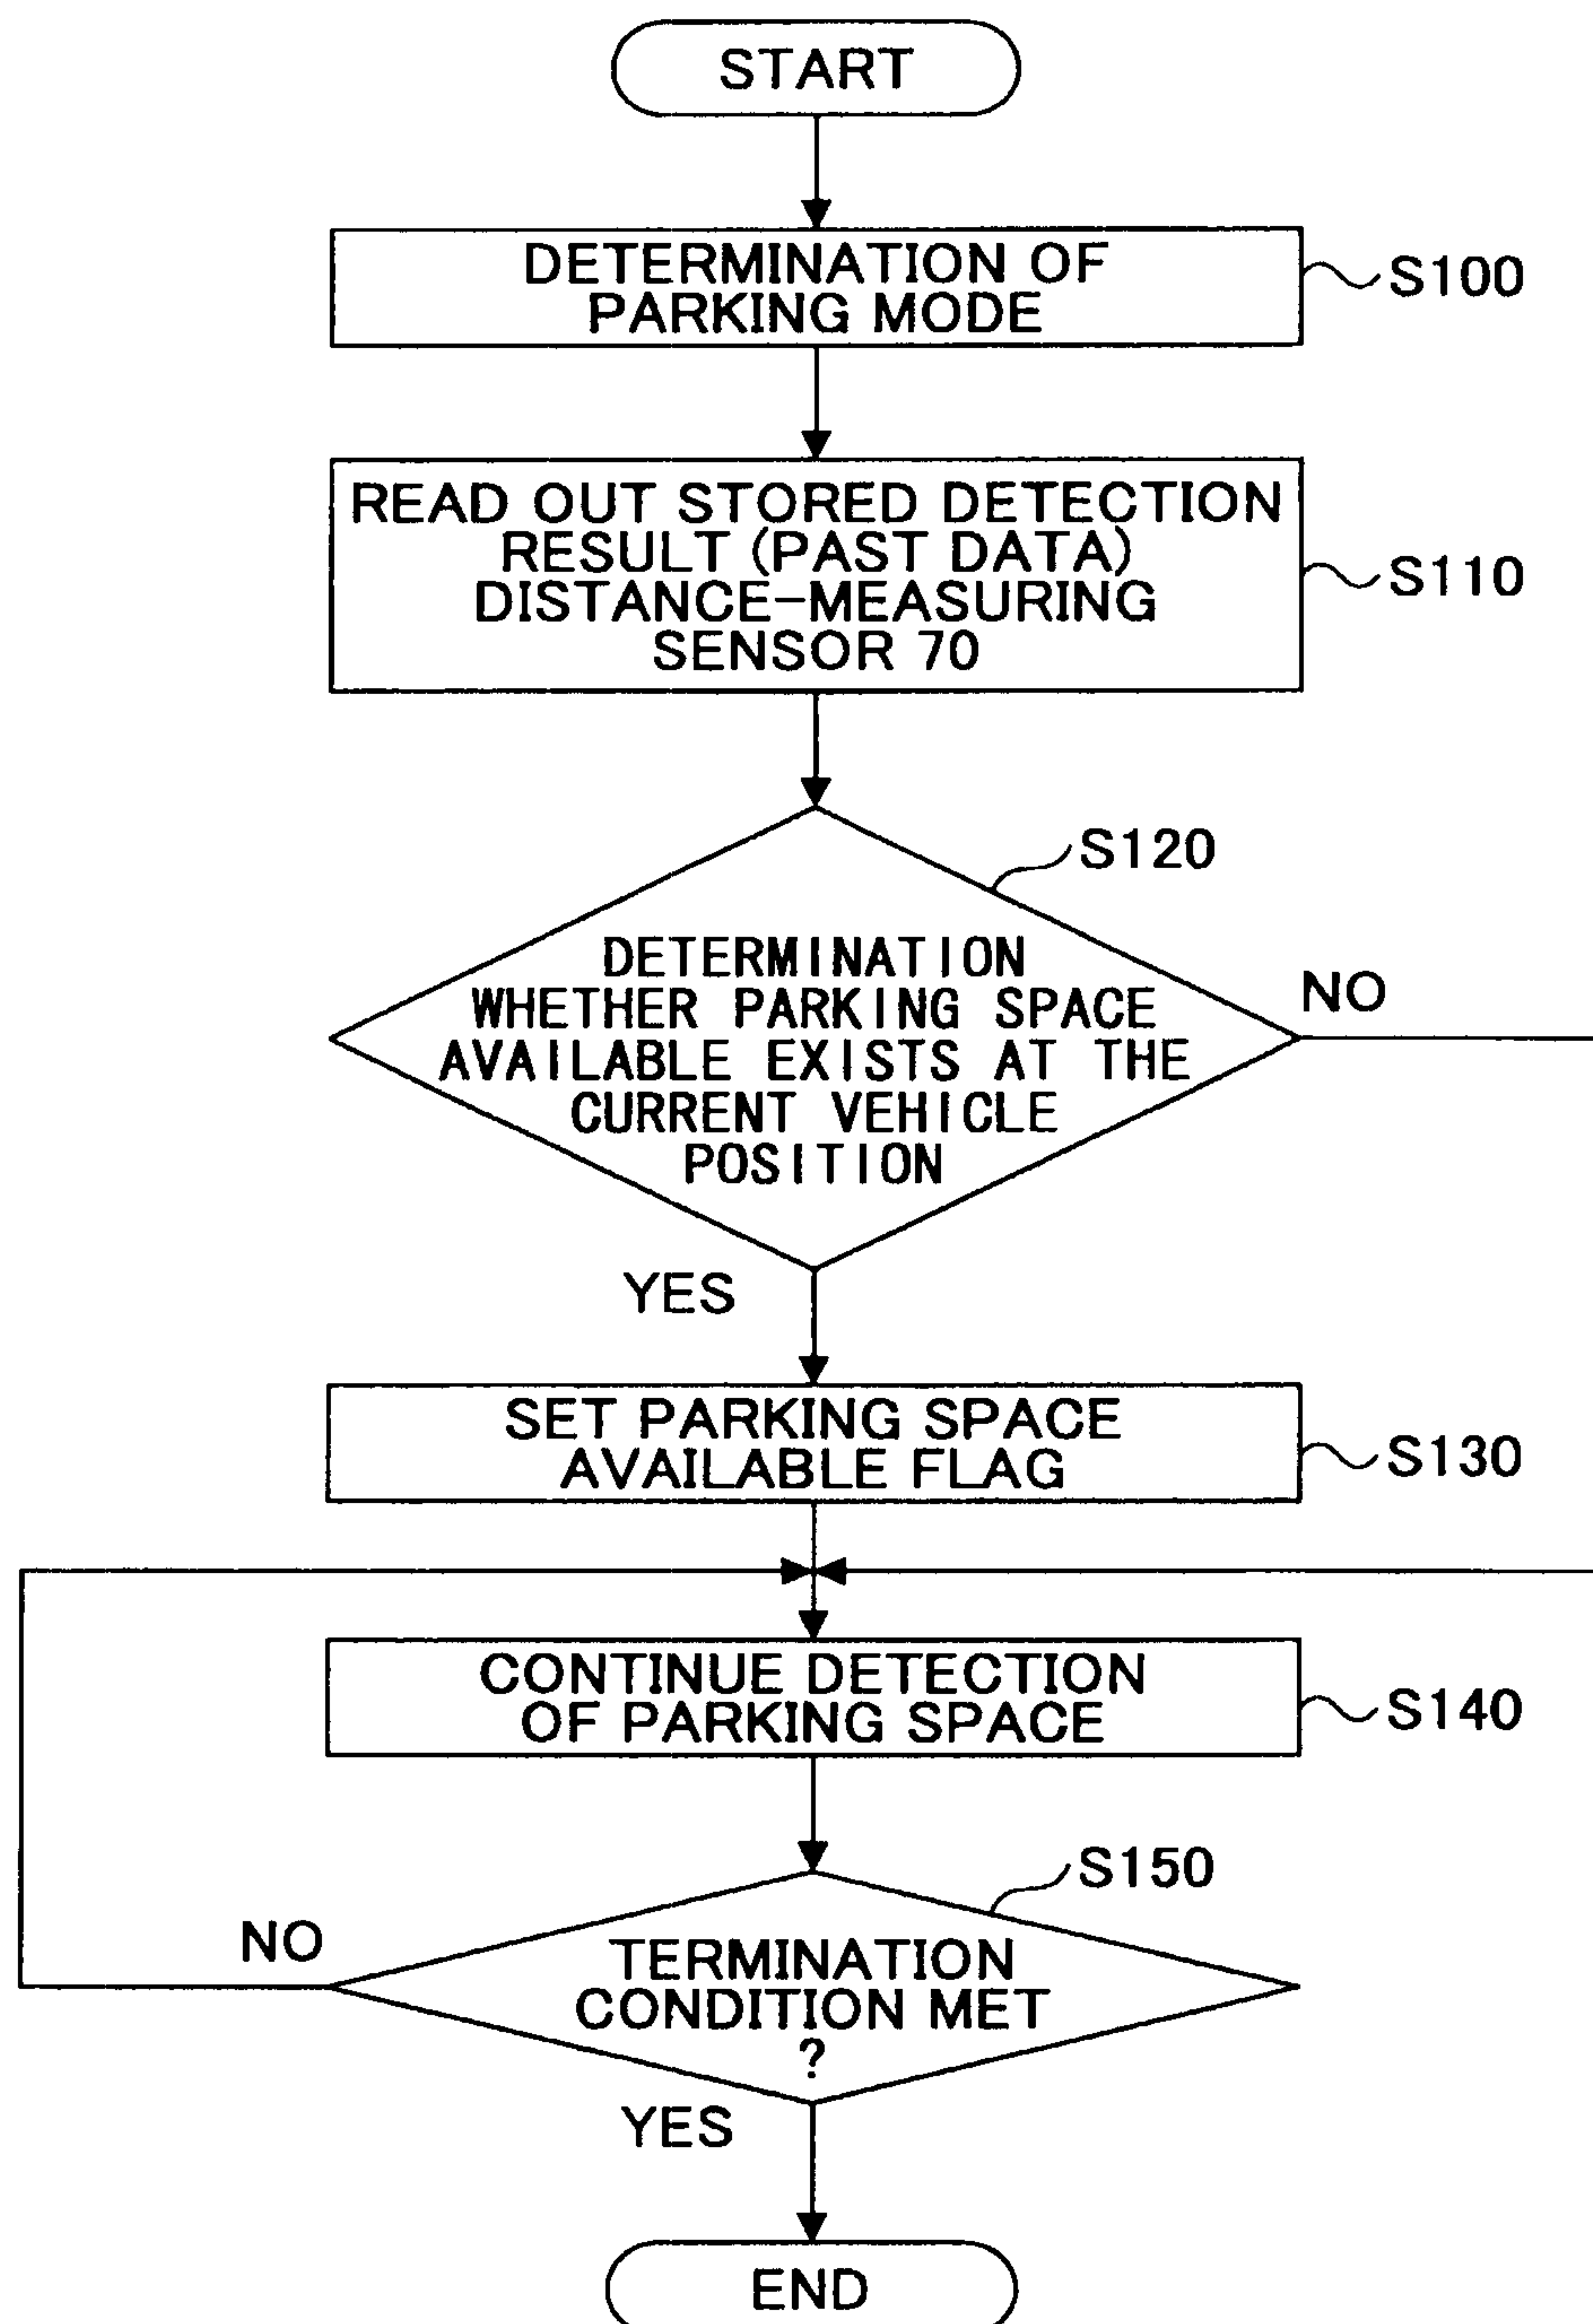 START
DETERMINATION OF
PARKING MODE
S100
READ OUT STORED DETECTION
RESULT (PAST DATA)
DISTANCE-MEASURING
SENSOR 70
S110
S120
DETERMINATION
WHETHER PARKING SPACE
AVAILABLE EXISTS AT THE
CURRENT VEHICLE
POSITION
NO
YES
SET PARKING SPACE
AVAILABLE FLAG
S130
CONTINUE DETECTION
OF PARKING SPACE
S140
S150
NO
TERMINATION
CONDITION MET
?
YES
END